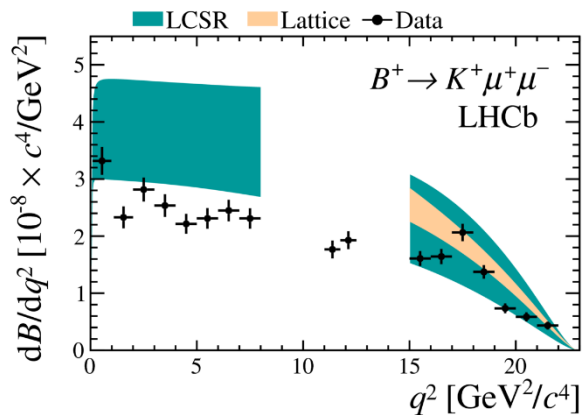 LCSR Lattice Data
B⁺ → K⁺μ⁺μ⁻
LHCb
dB/dq² [10⁻⁸ × c⁴/GeV²]
5
4
3
2
1
0
0 5 10 15 20
q² [GeV²/c⁴]